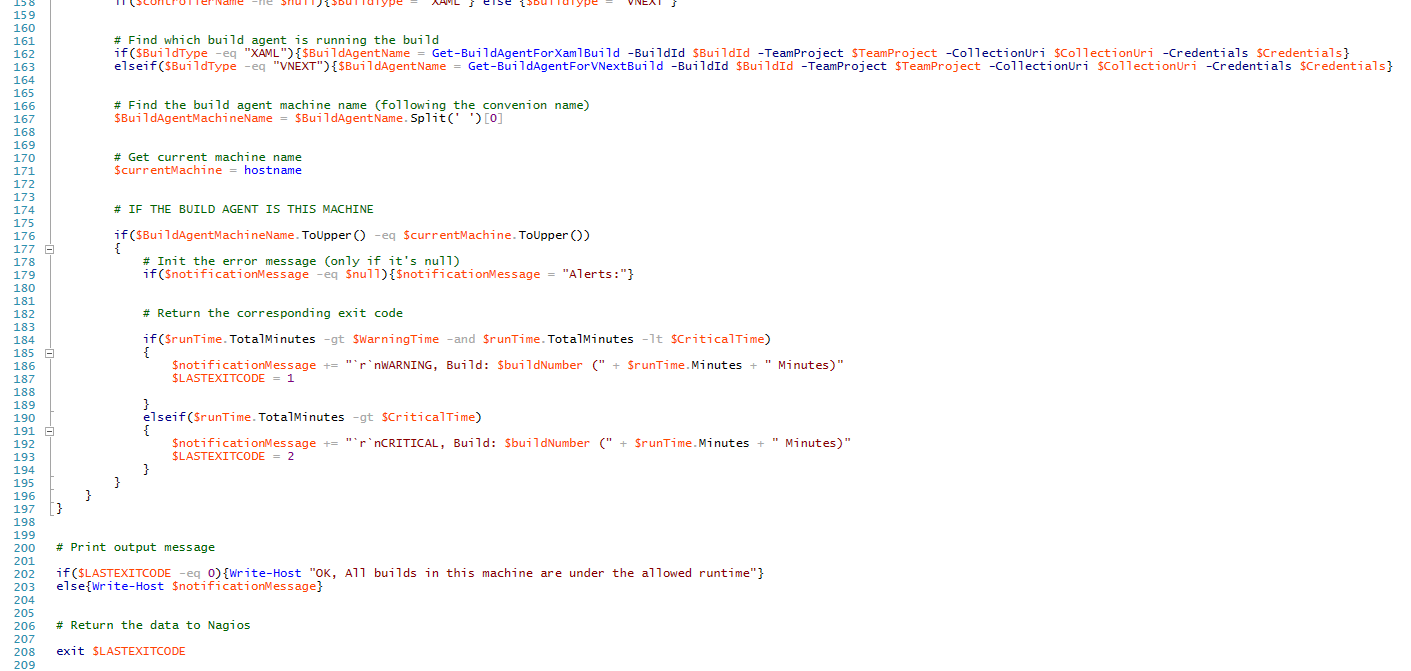 158 if($ControllerName -ne $null){$BuildType = "XAML"} else {$BuildType = "VNEXT"}
159
160
161 # Find which build agent is running the build
162 if($BuildType -eq "XAML"){$BuildAgentName = Get-BuildAgentForXamlBuild -BuildId $BuildId -TeamProject $TeamProject -CollectionUri $CollectionUri -Credentials $Credentials}
163 elseif($BuildType -eq "VNEXT"){$BuildAgentName = Get-BuildAgentForVNextBuild -BuildId $BuildId -TeamProject $TeamProject -CollectionUri $CollectionUri -Credentials $Credentials}
164
165
166 # Find the build agent machine name (following the convenion name)
167 $BuildAgentMachineName = $BuildAgentName.Split(' ')[0]
168
169
170 # Get current machine name
171 $currentMachine = hostname
172
173
174 # IF THE BUILD AGENT IS THIS MACHINE
175
176 if($BuildAgentMachineName.ToUpper() -eq $currentMachine.ToUpper())
177 {
178 # Init the error message (only if it's null)
179 if($notificationMessage -eq $null){$notificationMessage = "Alerts:"}
180
181
182 # Return the corresponding exit code
183
184 if($runTime.TotalMinutes -gt $WarningTime -and $runTime.TotalMinutes -lt $CriticalTime)
185 {
186 $notificationMessage += "`r`nWARNING, Build: $buildNumber (" + $runTime.Minutes + " Minutes)"
187 $LASTEXITCODE = 1
188
189 }
190 elseif($runTime.TotalMinutes -gt $CriticalTime)
191 {
192 $notificationMessage += "`r`nCRITICAL, Build: $buildNumber (" + $runTime.Minutes + " Minutes)"
193 $LASTEXITCODE = 2
194 }
195 }
196 }
197 }
198
199
200 # Print output message
201
202 if($LASTEXITCODE -eq 0){Write-Host "OK, All builds in this machine are under the allowed runtime"}
203 else{Write-Host $notificationMessage}
204
205
206 # Return the data to Nagios
207
208 exit $LASTEXITCODE
209